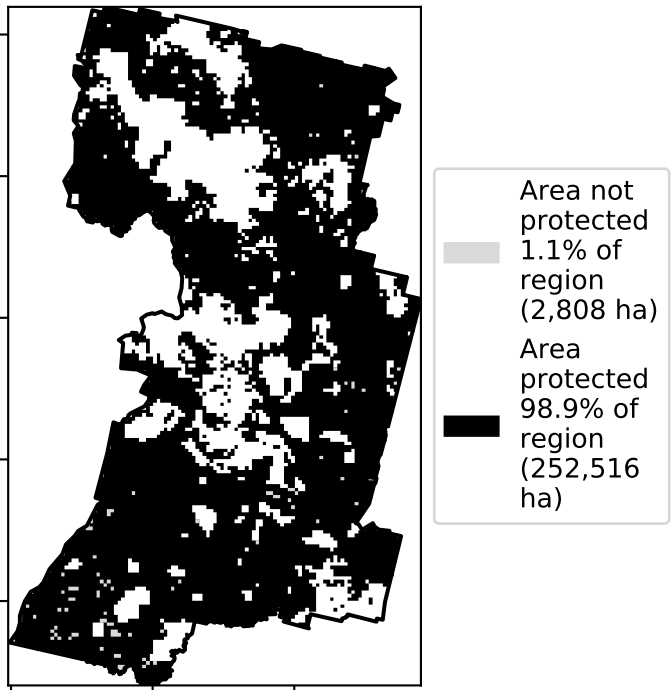 Area not
protected
1.1% of
region
(2,808 ha)
Area
protected
98.9% of
region
(252,516
ha)